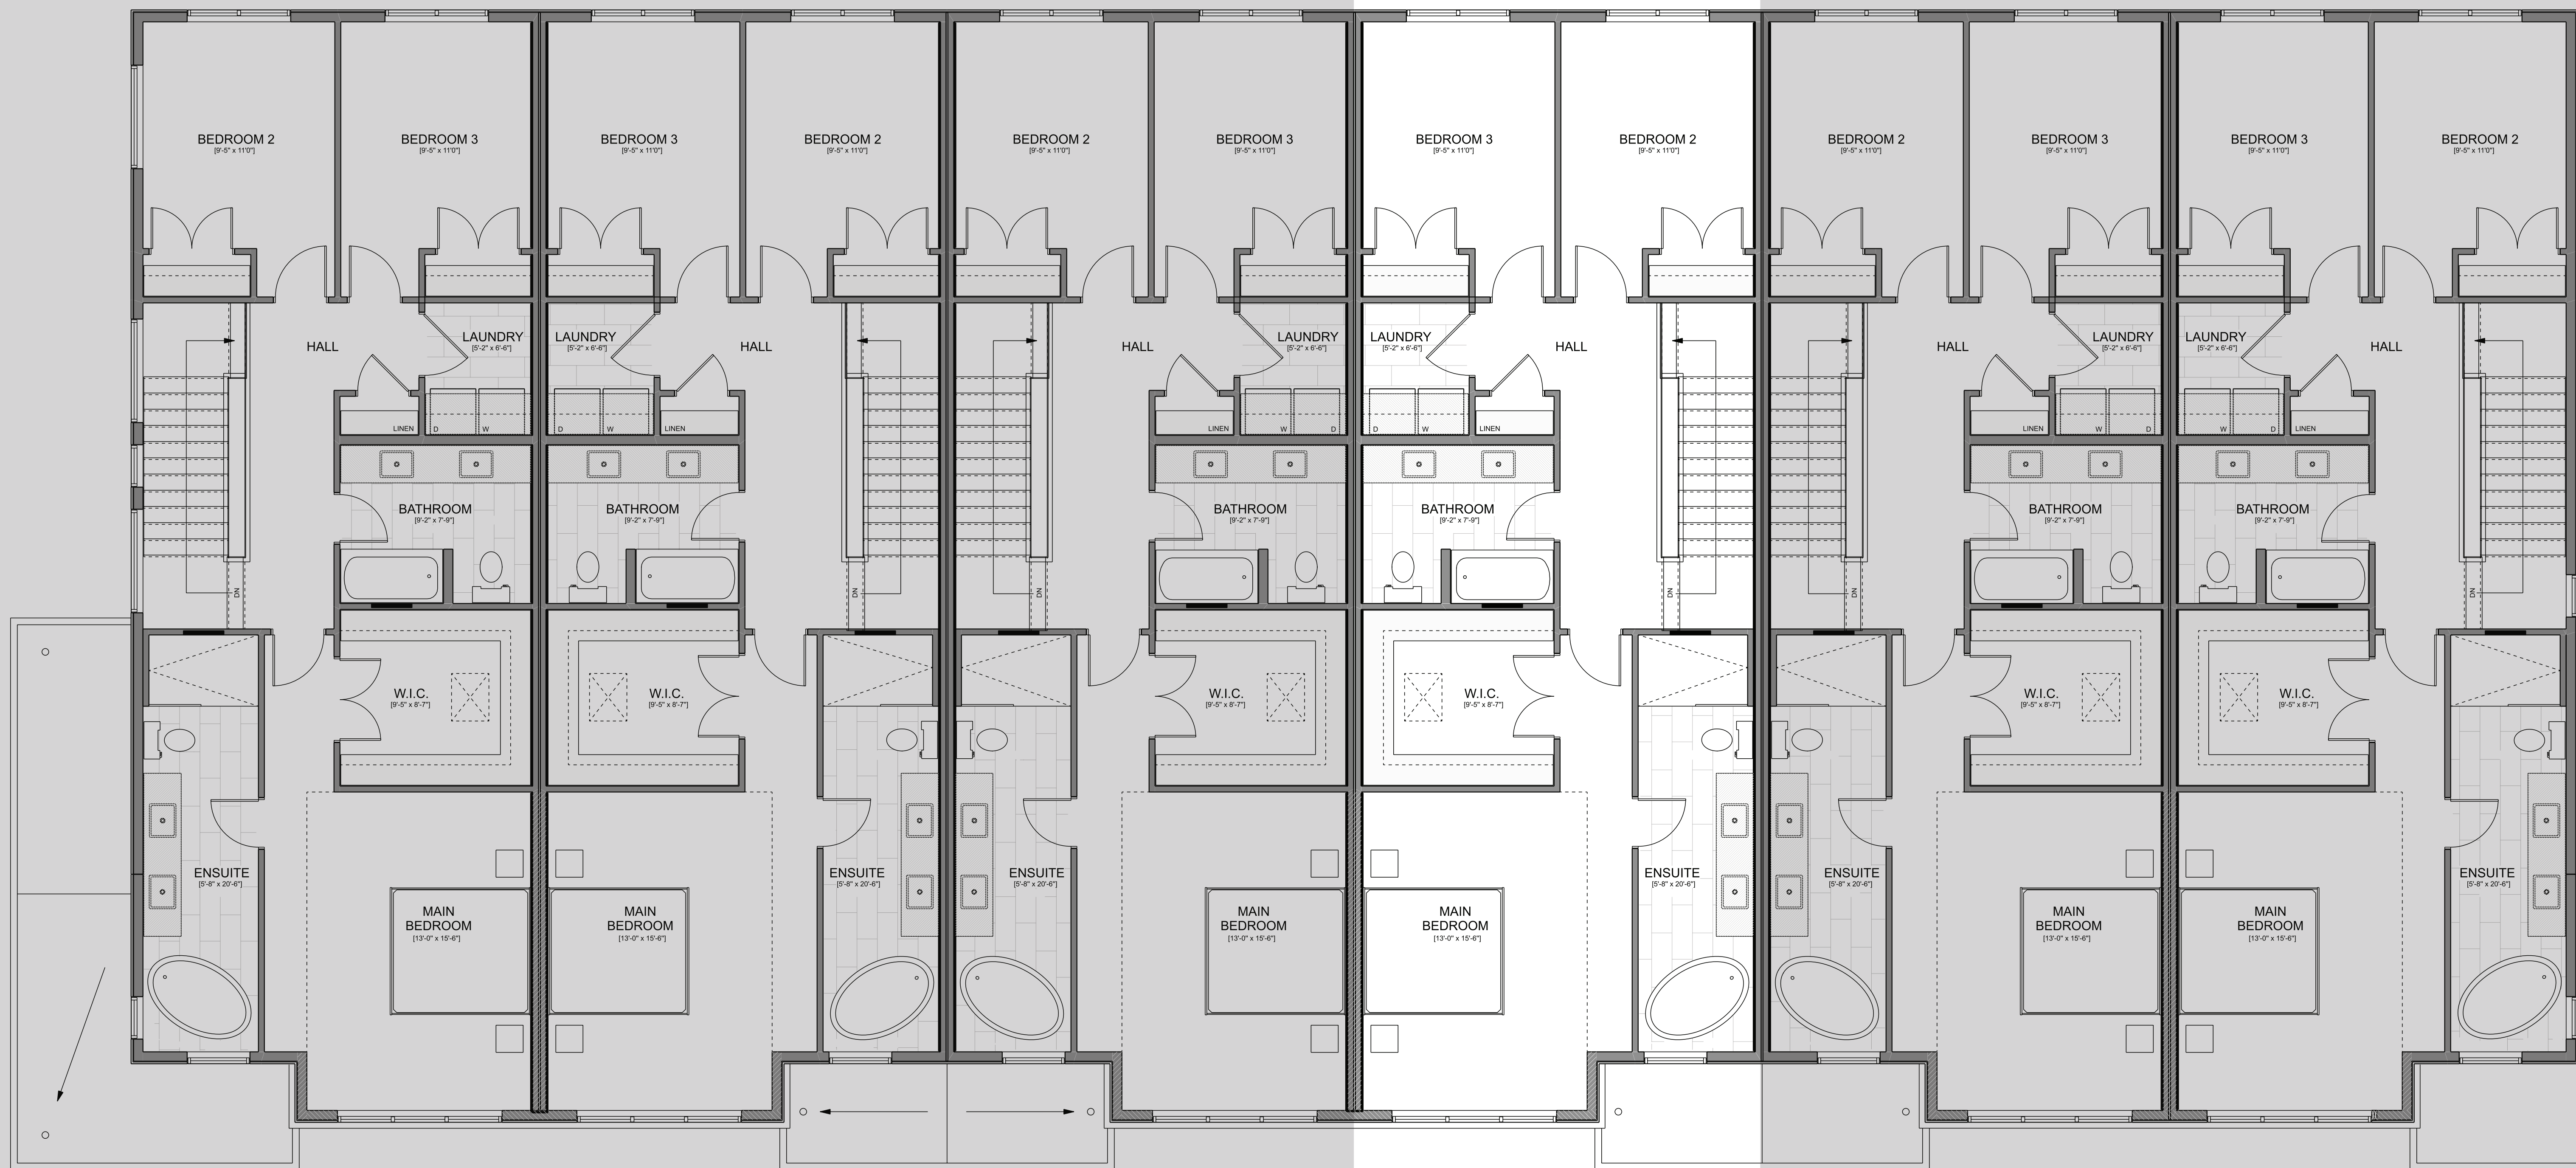 BEDROOM 2
[9'-5" x 11'0"]
BEDROOM 3
[9'-5" x 11'0"]
BEDROOM 3
[9'-5" x 11'0"]
BEDROOM 2
[9'-5" x 11'0"]
BEDROOM 2
[9'-5" x 11'0"]
BEDROOM 3
[9'-5" x 11'0"]
BEDROOM 3
[9'-5" x 11'0"]
BEDROOM 2
[9'-5" x 11'0"]
BEDROOM 2
[9'-5" x 11'0"]
BEDROOM 3
[9'-5" x 11'0"]
BEDROOM 3
[9'-5" x 11'0"]
BEDROOM 2
[9'-5" x 11'0"]
HALL
LAUNDRY
[5'-2" x 6'-6"]
LAUNDRY
[5'-2" x 6'-6"]
HALL
HALL
LAUNDRY
[5'-2" x 6'-6"]
LAUNDRY
[5'-2" x 6'-6"]
HALL
HALL
LAUNDRY
[5'-2" x 6'-6"]
LAUNDRY
[5'-2" x 6'-6"]
HALL
LINEN
D W
D W
LINEN
LINEN
W D
D W
LINEN
LINEN
W D
W D
LINEN
BATHROOM
[9'-2" x 7'-9"]
BATHROOM
[9'-2" x 7'-9"]
BATHROOM
[9'-2" x 7'-9"]
BATHROOM
[9'-2" x 7'-9"]
BATHROOM
[9'-2" x 7'-9"]
BATHROOM
[9'-2" x 7'-9"]
DN
DN
DN
DN
DN
DN
W.I.C.
[9'-5" x 8'-7"]
W.I.C.
[9'-5" x 8'-7"]
W.I.C.
[9'-5" x 8'-7"]
W.I.C.
[9'-5" x 8'-7"]
W.I.C.
[9'-5" x 8'-7"]
W.I.C.
[9'-5" x 8'-7"]
ENSUITE
[5'-8" x 20'-6"]
ENSUITE
[5'-8" x 20'-6"]
ENSUITE
[5'-8" x 20'-6"]
ENSUITE
[5'-8" x 20'-6"]
ENSUITE
[5'-8" x 20'-6"]
ENSUITE
[5'-8" x 20'-6"]
MAIN
BEDROOM
[13'-0" x 15'-6"]
MAIN
BEDROOM
[13'-0" x 15'-6"]
MAIN
BEDROOM
[13'-0" x 15'-6"]
MAIN
BEDROOM
[13'-0" x 15'-6"]
MAIN
BEDROOM
[13'-0" x 15'-6"]
MAIN
BEDROOM
[13'-0" x 15'-6"]